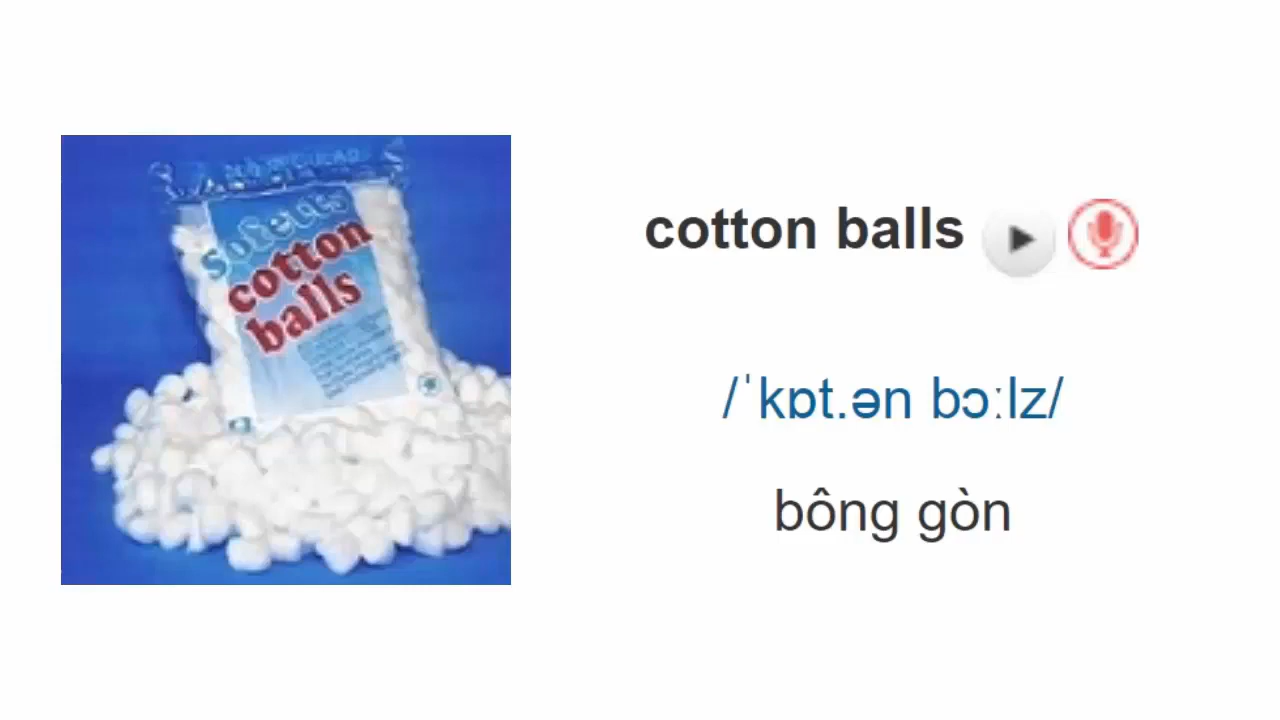 cotton
balls
cotton balls
/ˈkɒt.ən bɔːlz/
bông gòn